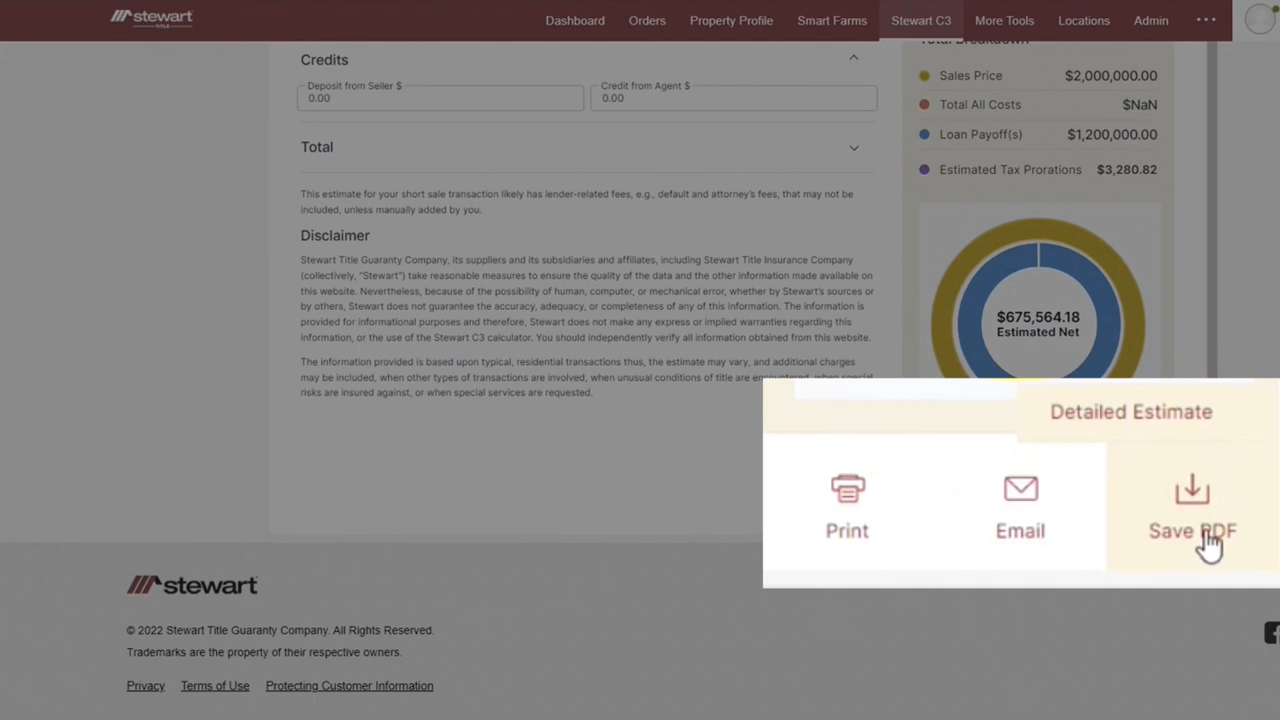 stewart
TITLE
Dashboard Orders Property Profile Smart Farms Stewart C3 More Tools Locations Admin
Credits
Deposit from Seller $
0.00
Credit from Agent $
0.00
Total
This estimate for your short sale transaction likely has lender-related fees, e.g., default and attorney's fees, that may not be
included, unless manually added by you.
Disclaimer
Stewart Title Guaranty Company, its suppliers and its subsidiaries and affiliates, including Stewart Title Insurance Company
(collectively, "Stewart") take reasonable measures to ensure the quality of the data and the other information made available on
this website. Nevertheless, because of the possibility of human, computer, or mechanical error, whether by Stewart's sources or
by others, Stewart does not guarantee the accuracy, adequacy, or completeness of any of this information. The information is
provided for informational purposes and therefore, Stewart does not make any express or implied warranties regarding this
information, or the use of the Stewart C3 calculator. You should independently verify all information obtained from this website.
The information provided is based upon typical, residential transactions thus, the estimate may vary, and additional charges
may be included, when other types of transactions are involved, when unusual conditions of title are encountered, when special
risks are insured against, or when special services are requested.
Total Breakdown
Sales Price $2,000,000.00
Total All Costs $NaN
Loan Payoff(s) $1,200,000.00
Estimated Tax Prorations $3,280.82
$675,564.18
Estimated Net
Detailed Estimate
Print Email Save PDF
stewart
© 2022 Stewart Title Guaranty Company. All Rights Reserved.
Trademarks are the property of their respective owners.
Privacy Terms of Use Protecting Customer Information